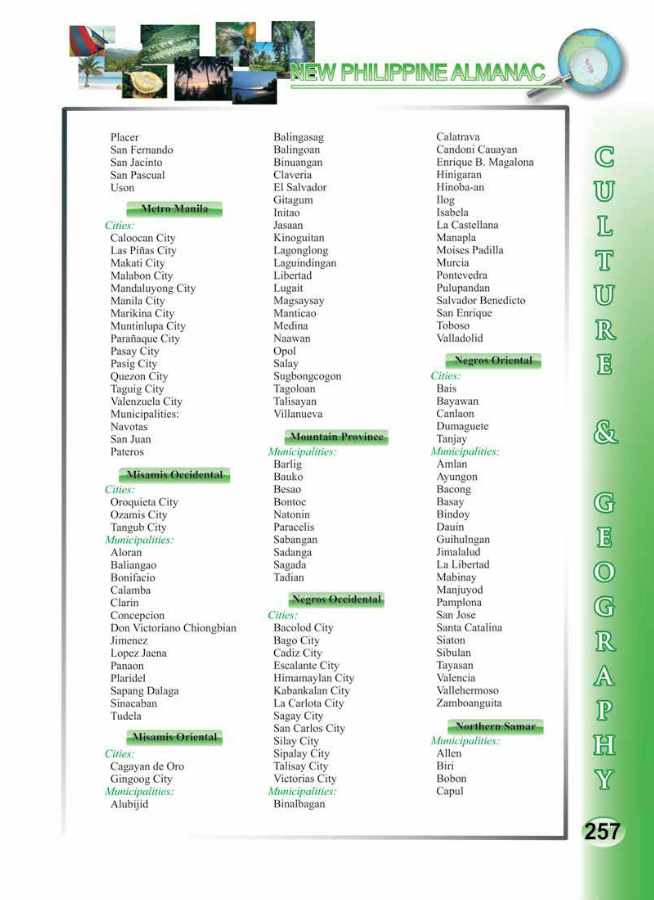 NEW PHILIPPINE ALMANAC
Placer
San Fernando
San Jacinto
San Pascual
Uson
Metro Manila
Cities:
Caloocan City
Las Piñas City
Makati City
Malabon City
Mandaluyong City
Manila City
Marikina City
Muntinlupa City
Parañaque City
Pasay City
Pasig City
Quezon City
Taguig City
Valenzuela City
Municipalities:
Navotas
San Juan
Pateros
Misamis Occidental
Cities:
Oroquieta City
Ozamis City
Tangub City
Municipalities:
Aloran
Baliangao
Bonifacio
Calamba
Clarin
Concepcion
Don Victoriano Chiongbian
Jimenez
Lopez Jaena
Panaon
Plaridel
Sapang Dalaga
Sinacaban
Tudela
Misamis Oriental
Cities:
Cagayan de Oro
Gingoog City
Municipalities:
Alubijid
Balingasag
Balingoan
Binuangan
Claveria
El Salvador
Gitagum
Initao
Jasaan
Kinoguitan
Lagonglong
Laguindingan
Libertad
Lugait
Magsaysay
Manticao
Medina
Naawan
Opol
Salay
Sugbongcogon
Tagoloan
Talisayan
Villanueva
Mountain Province
Municipalities:
Barlig
Bauko
Besao
Bontoc
Natonin
Paracelis
Sabangan
Sadanga
Sagada
Tadian
Negros Occidental
Cities:
Bacolod City
Bago City
Cadiz City
Escalante City
Himamaylan City
Kabankalan City
La Carlota City
Sagay City
San Carlos City
Silay City
Sipalay City
Talisay City
Victorias City
Municipalities:
Binalbagan
Calatrava
Candoni Cauayan
Enrique B. Magalona
Hinigaran
Hinoba-an
Ilog
Isabela
La Castellana
Manapla
Moises Padilla
Murcia
Pontevedra
Pulupandan
Salvador Benedicto
San Enrique
Toboso
Valladolid
Negros Oriental
Cities:
Bais
Bayawan
Canlaon
Dumaguete
Tanjay
Municipalities:
Amlan
Ayungon
Bacong
Basay
Bindoy
Dauin
Guihulngan
Jimalalud
La Libertad
Mabinay
Manjuyod
Pamplona
San Jose
Santa Catalina
Siaton
Sibulan
Tayasan
Valencia
Vallehermoso
Zamboanguita
Northern Samar
Municipalities:
Allen
Biri
Bobon
Capul
CULTURE & GEOGRAPHY
257